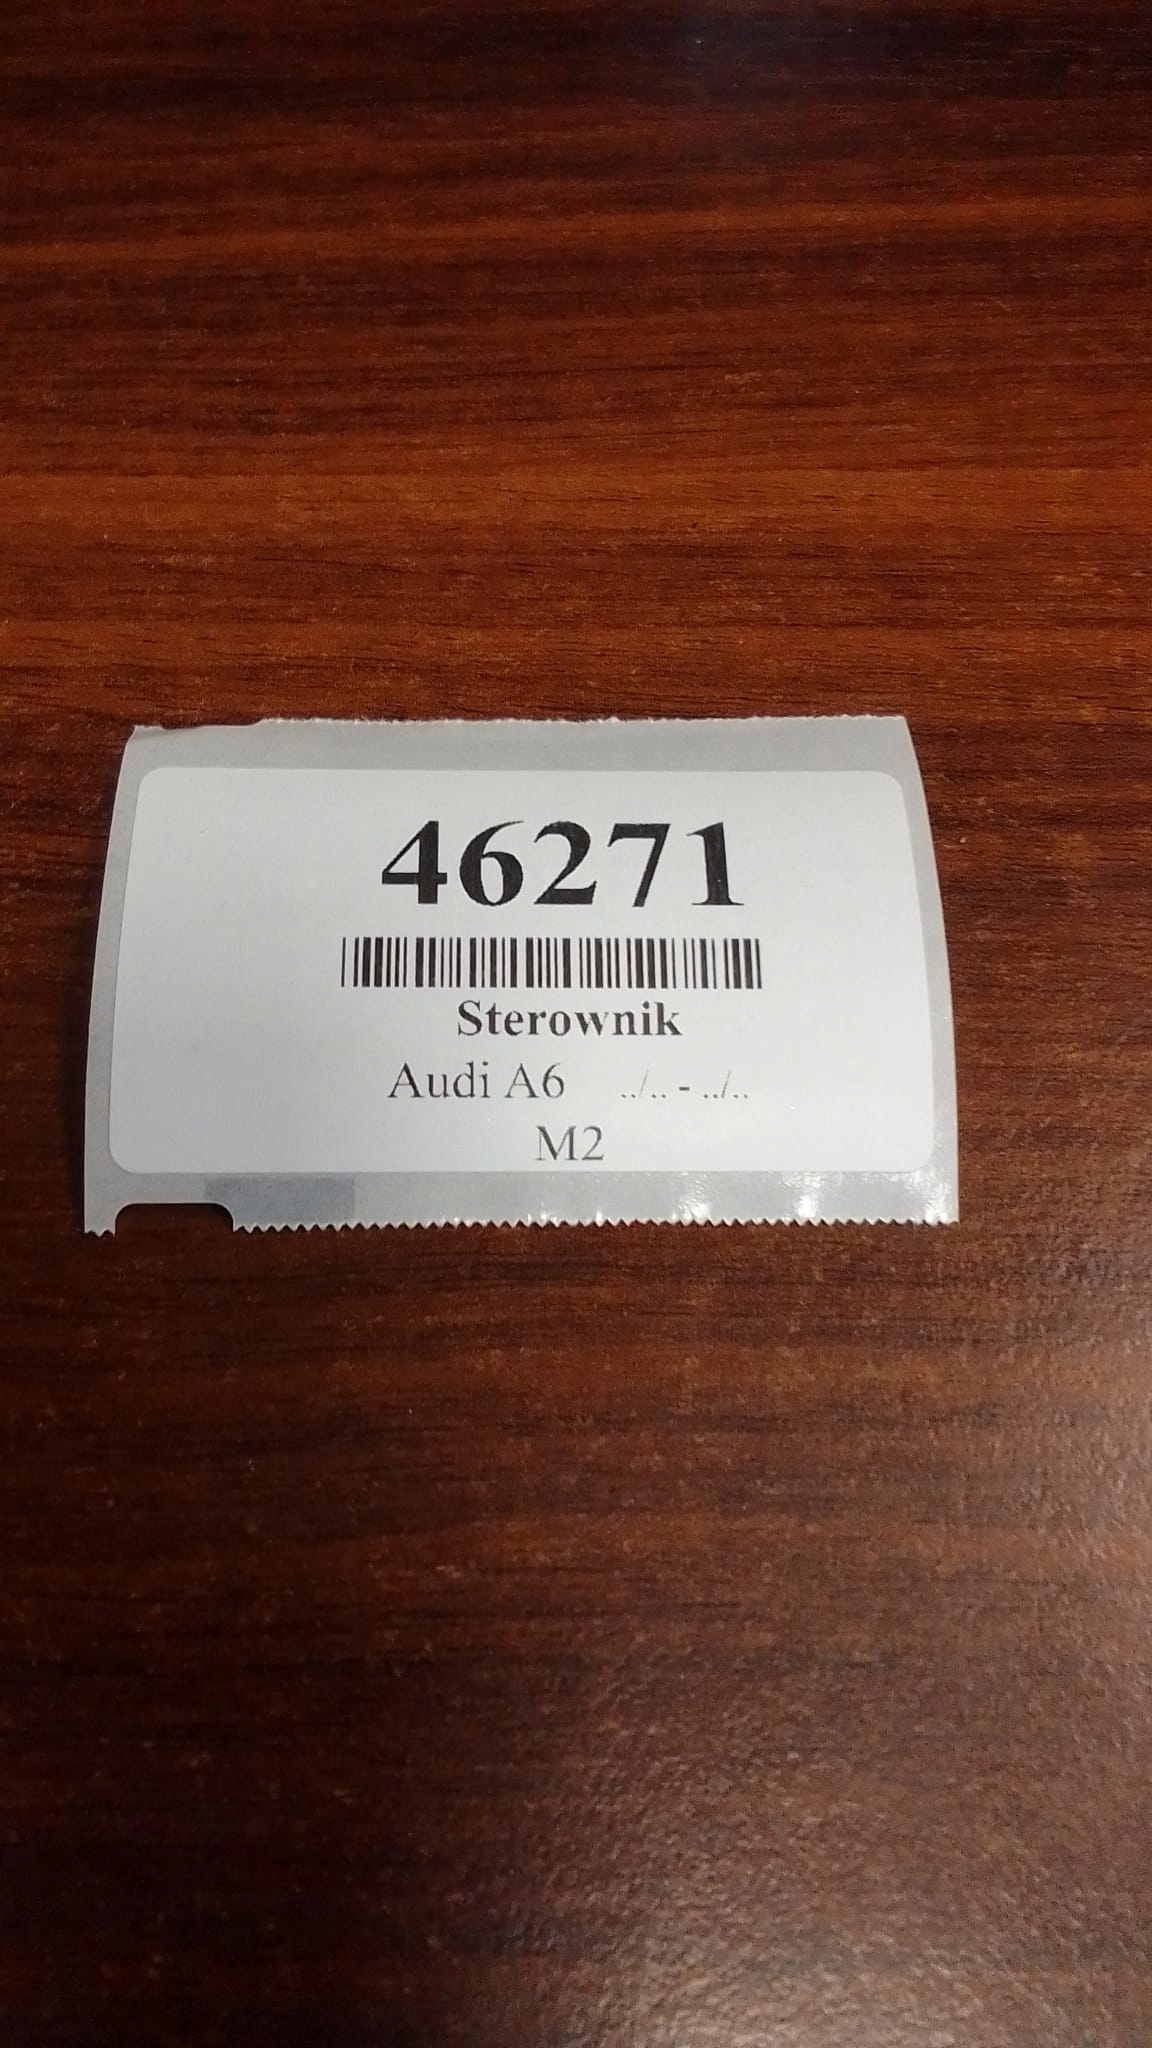 46271
Sterownik
Audi A6 ../.. - ../..
M2